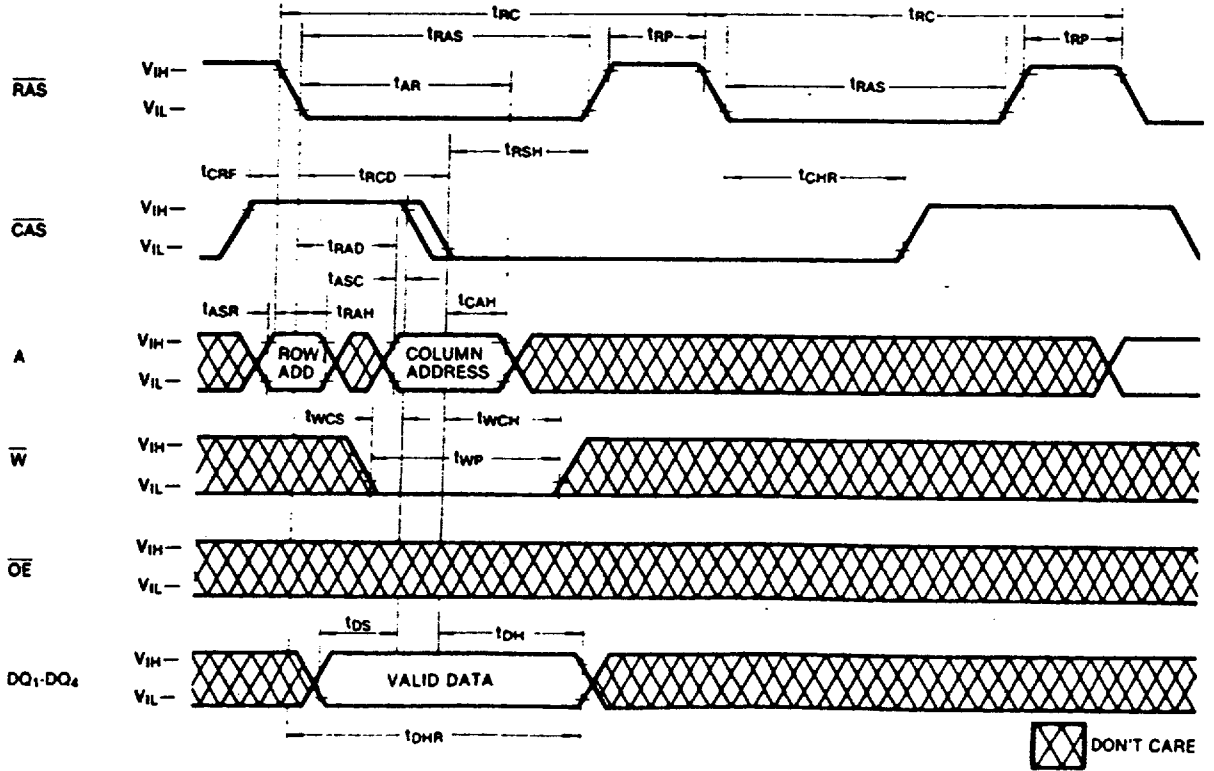 tRC tRC
tRAS tRP tRP
RAS VIH
tAR tRAS
VIL
tRSH
tCRF tRCD tCHR
CAS VIH
VIL tRAD
tASC
tASR tRAH tCAH
A VIH
VIL
ROW ADD
COLUMN ADDRESS
tWCS tWCH
W VIH
tWP
VIL
OE VIH
VIL
tDS tDH
DQ1-DQ4 VIH
VIL
VALID DATA
tDHR
DON'T CARE